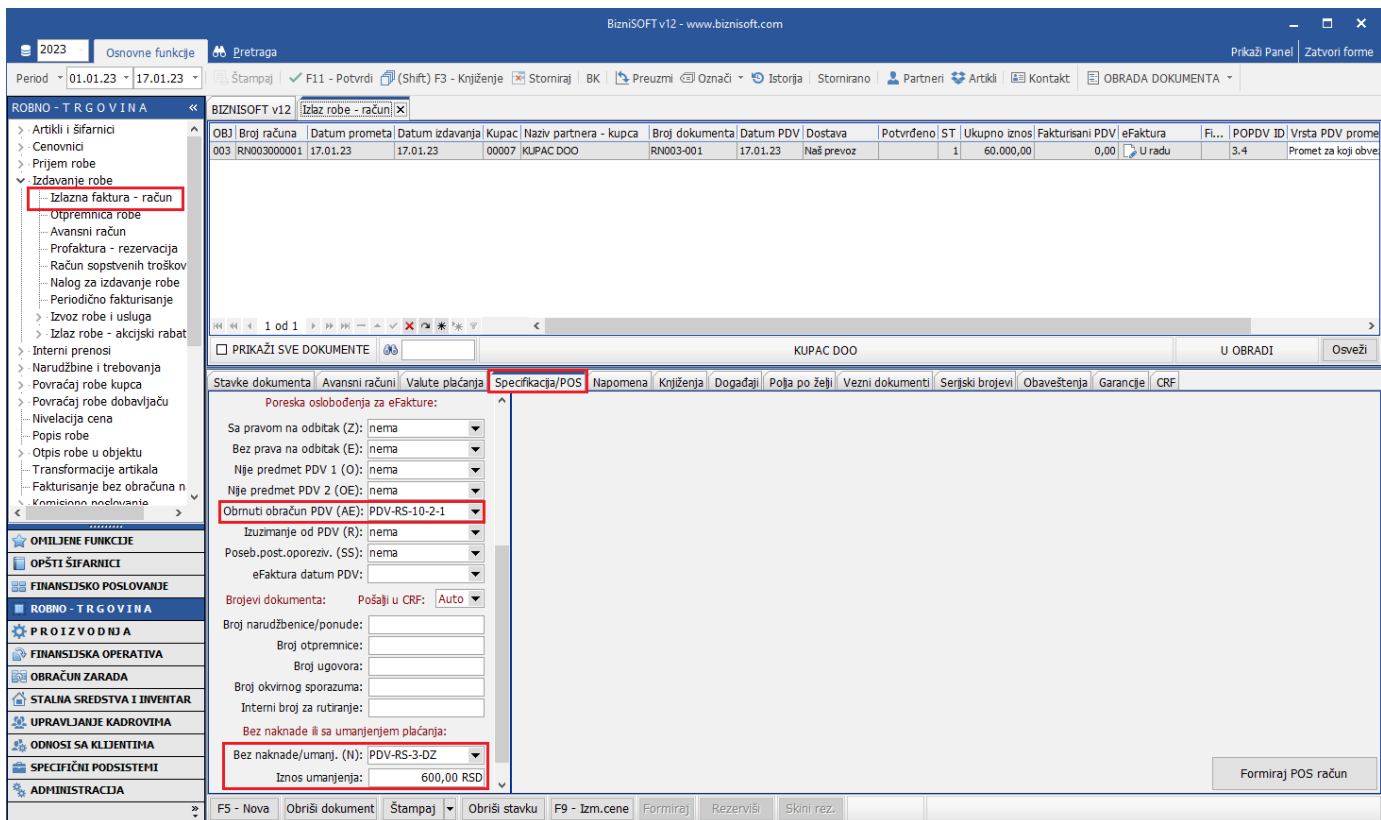 BizniSOFT v12 - www.biznisoft.com
2023 Osnovne funkcije Pretraga Prikaži Panel Zatvori forme
Period 01.01.23 17.01.23 Štampaj F11 - Potvrdi (Shift) F3 - Knjiženje Storniraj BK Preuzmi Označi Istorija Stornirano Partneri Artikli Kontakt OBRADA DOKUMENTA
ROBNO - T R G O V I N A «
Artikli i šifarnici
Cenovnici
Prijem robe
Izdavanje robe
Izlazna faktura - račun
Otpremnica robe
Avansni račun
Profaktura - rezervacija
Račun sopstvenih troškov
Nalog za izdavanje robe
Periodično fakturisanje
Izvoz robe i usluga
Izlaz robe - akcijski rabat
Interni prenosi
Narudžbine i trebovanja
Povraćaj robe kupca
Povraćaj robe dobavljaču
Nivelacija cena
Popis robe
Otpis robe u objektu
Transformacije artikala
Fakturisanje bez obračuna n
Komisiono poslovanje
OMILJENE FUNKCIJE
OPŠTI ŠIFARNICI
FINANSIJSKO POSLOVANJE
ROBNO - T R G O V I N A
P R O I Z V O D NJ A
FINANSIJSKA OPERATIVA
OBRAČUN ZARADA
STALNA SREDSTVA I INVENTAR
UPRAVLJANJE KADROVIMA
ODNOSI SA KLIJENTIMA
SPECIFIČNI PODSISTEMI
ADMINISTRACIJA
»
BIZNISOFT v12 Izlaz robe - račun
OBJ Broj računa Datum prometa Datum izdavanja Kupac Naziv partnera - kupca Broj dokumenta Datum PDV Dostava Potvrđeno ST Ukupno iznos Fakturisani PDV eFaktura Fi... POPDV ID Vrsta PDV prome
003 RN003000001 17.01.23 17.01.23 00007 KUPAC DOO RN003-001 17.01.23 Naš prevoz 1 60.000,00 0,00 U radu 3.4 Promet za koji obve
1 od 1
PRIKAŽI SVE DOKUMENTE KUPAC DOO U OBRADI Osveži
Stavke dokumenta Avansni računi Valute plaćanja Specifikacija/POS Napomena Knjiženja Događaji Polja po želji Vezni dokumenti Serijski brojevi Obaveštenja Garancije CRF
Poreska oslobođenja za eFakture:
Sa pravom na odbitak (Z): nema
Bez prava na odbitak (E): nema
Nije predmet PDV 1 (O): nema
Nije predmet PDV 2 (OE): nema
Obrnuti obračun PDV (AE): PDV-RS-10-2-1
Izuzimanje od PDV (R): nema
Poseb.post.oporeziv. (SS): nema
eFaktura datum PDV:
Brojevi dokumenta: Pošalji u CRF: Auto
Broj narudžbenice/ponude:
Broj otpremnice:
Broj ugovora:
Broj okvirnog sporazuma:
Interni broj za rutiranje:
Bez naknade ili sa umanjenjem plaćanja:
Bez naknade/umanj. (N): PDV-RS-3-DZ
Iznos umanjenja: 600,00 RSD
Formiraj POS račun
F5 - Nova Obriši dokument Štampaj Obriši stavku F9 - Izm.cene Formiraj Rezerviši Skini rez.